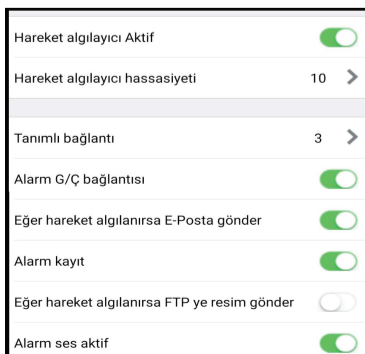 Hareket algılayıcı Aktif
Hareket algılayıcı hassasiyeti 10
Tanımlı bağlantı 3
Alarm G/Ç bağlantısı
Eğer hareket algılanırsa E-Posta gönder
Alarm kayıt
Eğer hareket algılanırsa FTP ye resim gönder
Alarm ses aktif